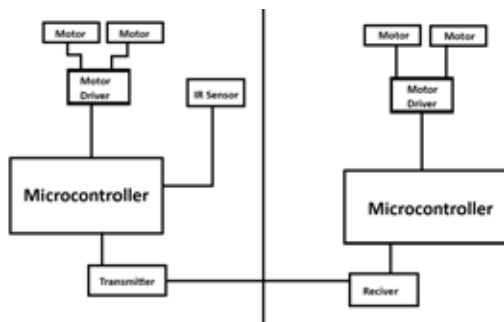 Motor
Motor
Motor
Driver
IR Sensor
Microcontroller
Transmitter
Motor
Motor
Motor
Driver
Microcontroller
Reciver